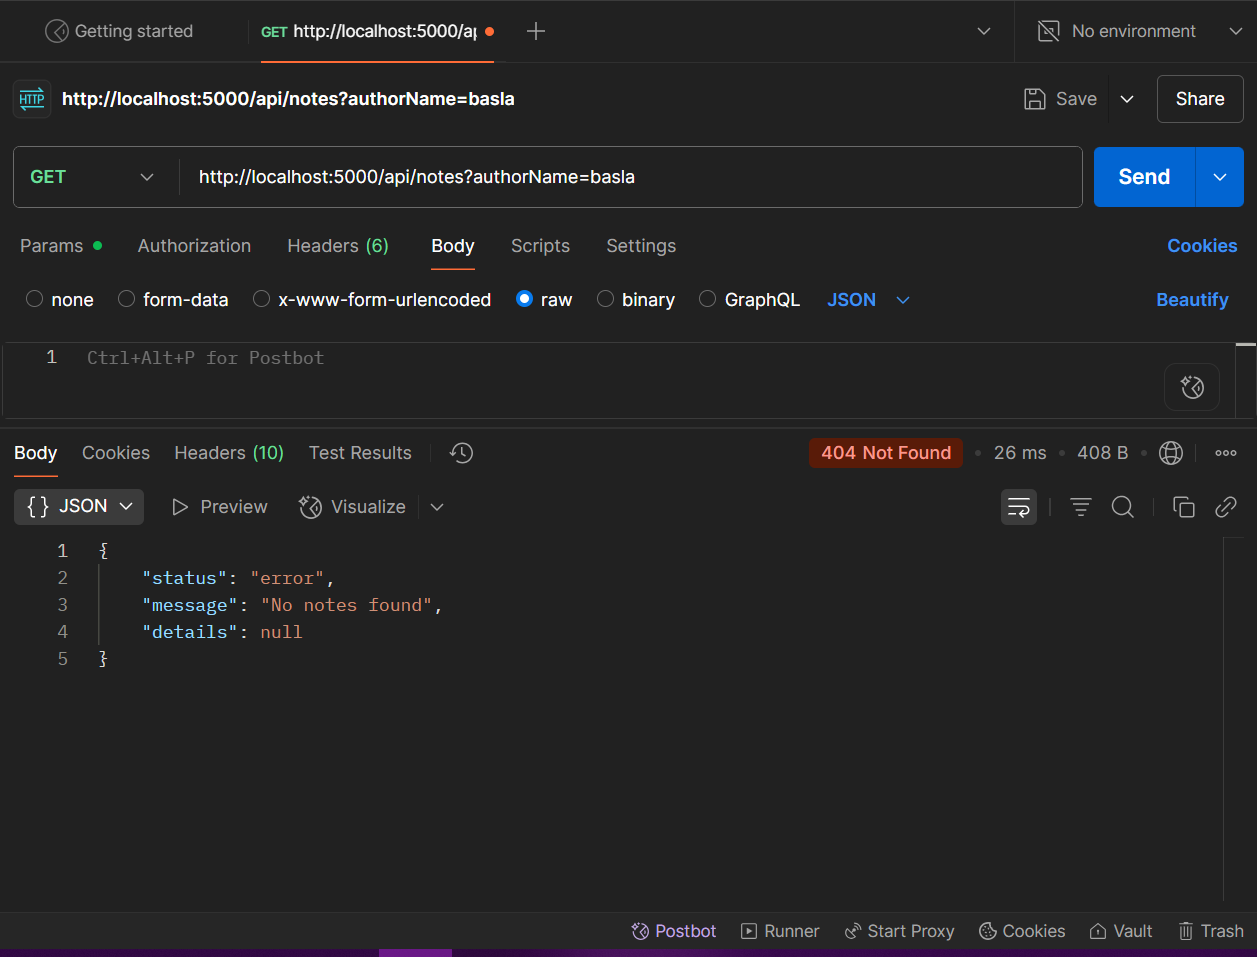 Getting started
GET http://localhost:5000/ap
No environment
HTTP
http://localhost:5000/api/notes?authorName=basla
Save
Share
GET
http://localhost:5000/api/notes?authorName=basla
Send
Params
Authorization
Headers (6)
Body
Scripts
Settings
Cookies
none
form-data
x-www-form-urlencoded
raw
binary
GraphQL
JSON
Beautify
1 Ctrl+Alt+P for Postbot
Body
Cookies
Headers (10)
Test Results
404 Not Found
26 ms
408 B
{} JSON
Preview
Visualize
1 {
2 "status": "error",
3 "message": "No notes found",
4 "details": null
5 }
Postbot
Runner
Start Proxy
Cookies
Vault
Trash